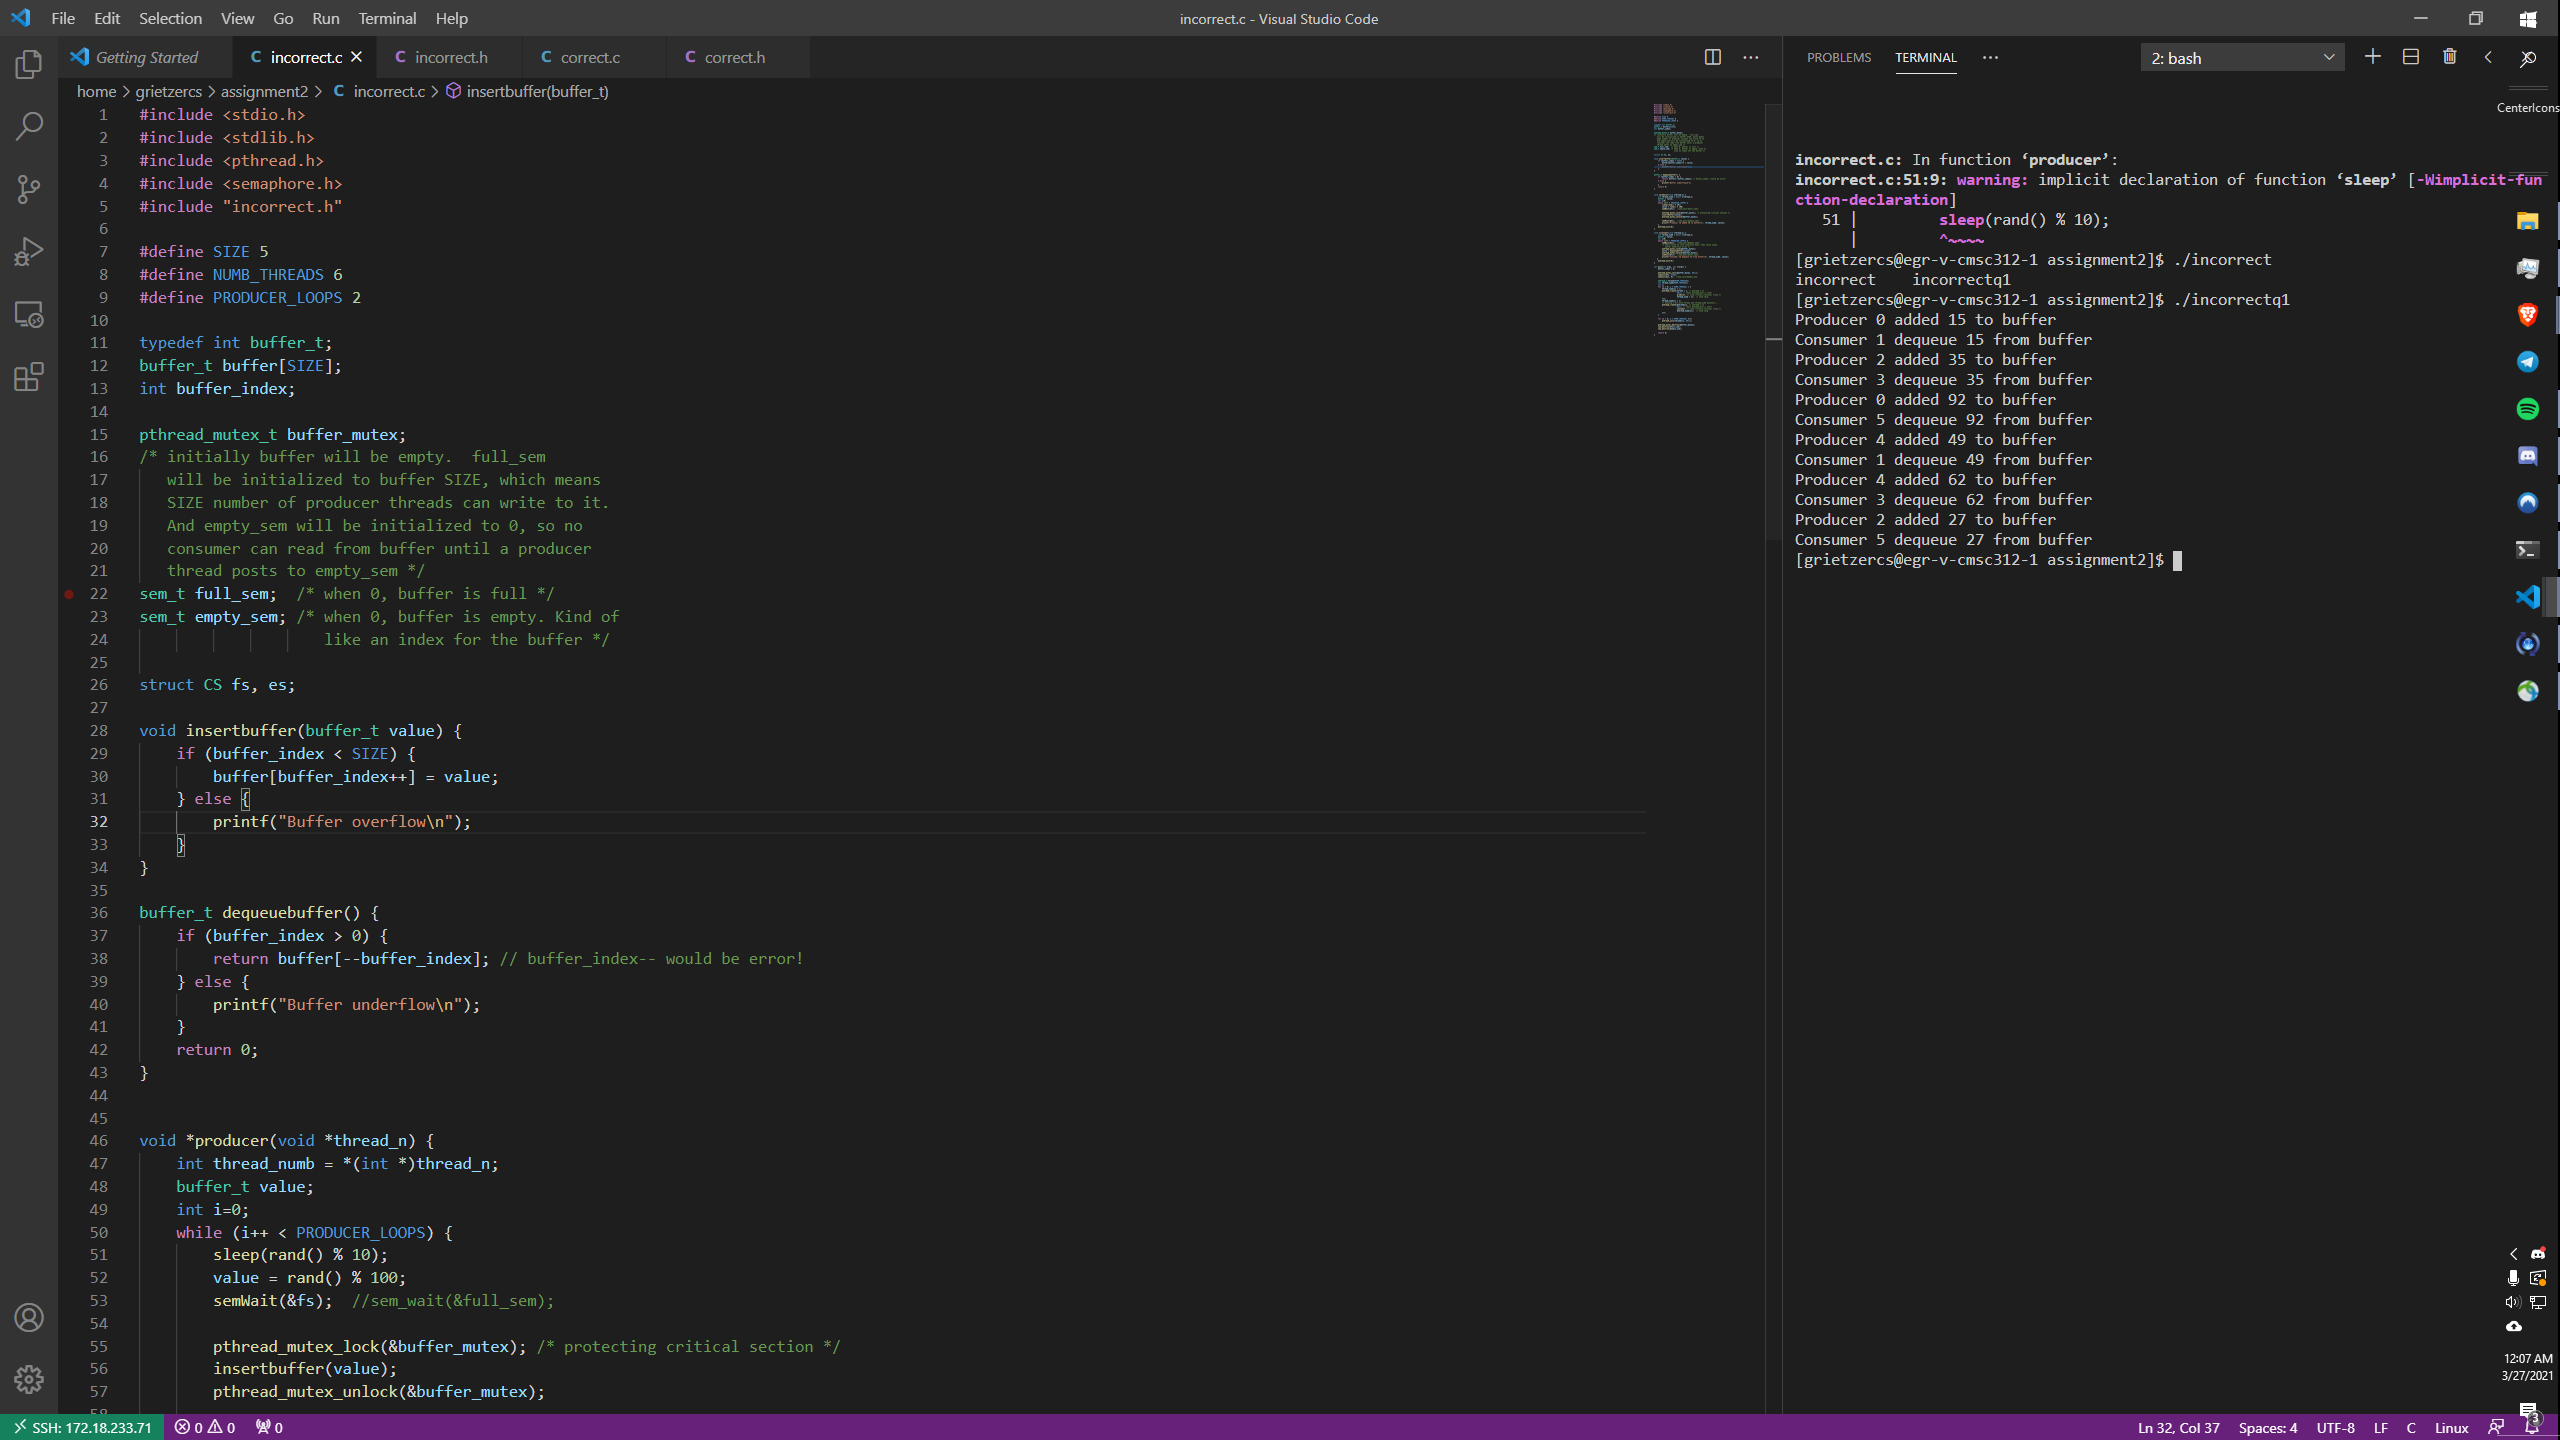 File Edit Selection View Go Run Terminal Help
incorrect.c - Visual Studio Code
Getting Started
incorrect.c
incorrect.h
correct.c
correct.h
home > grietzercs > assignment2 > C incorrect.c > insertbuffer(buffer_t)
1 #include <stdio.h>
2 #include <stdlib.h>
3 #include <pthread.h>
4 #include <semaphore.h>
5 #include "incorrect.h"
6
7 #define SIZE 5
8 #define NUMB_THREADS 6
9 #define PRODUCER_LOOPS 2
10
11 typedef int buffer_t;
12 buffer_t buffer[SIZE];
13 int buffer_index;
14
15 pthread_mutex_t buffer_mutex;
16 /* initially buffer will be empty.  full_sem
17    will be initialized to buffer SIZE, which means
18    SIZE number of producer threads can write to it.
19    And empty_sem will be initialized to 0, so no
20    consumer can read from buffer until a producer
21    thread posts to empty_sem */
22 sem_t full_sem;  /* when 0, buffer is full */
23 sem_t empty_sem; /* when 0, buffer is empty. Kind of
24                     like an index for the buffer */
25
26 struct CS fs, es;
27
28 void insertbuffer(buffer_t value) {
29     if (buffer_index < SIZE) {
30         buffer[buffer_index++] = value;
31     } else {
32         printf("Buffer overflow\n");
33     }
34 }
35
36 buffer_t dequeuebuffer() {
37     if (buffer_index > 0) {
38         return buffer[--buffer_index]; // buffer_index-- would be error!
39     } else {
40         printf("Buffer underflow\n");
41     }
42     return 0;
43 }
44
45
46 void *producer(void *thread_n) {
47     int thread_numb = *(int *)thread_n;
48     buffer_t value;
49     int i=0;
50     while (i++ < PRODUCER_LOOPS) {
51         sleep(rand() % 10);
52         value = rand() % 100;
53         semWait(&fs);  //sem_wait(&full_sem);
54
55         pthread_mutex_lock(&buffer_mutex); /* protecting critical section */
56         insertbuffer(value);
57         pthread_mutex_unlock(&buffer_mutex);
58
PROBLEMS TERMINAL ···
2: bash
incorrect.c: In function ‘producer’:
incorrect.c:51:9: warning: implicit declaration of function ‘sleep’ [-Wimplicit-fun
ction-declaration]
51 |         sleep(rand() % 10);
|         ^~~~~
[grietzercs@egr-v-cmsc312-1 assignment2]$ ./incorrect
incorrect    incorrectq1
[grietzercs@egr-v-cmsc312-1 assignment2]$ ./incorrectq1
Producer 0 added 15 to buffer
Consumer 1 dequeue 15 from buffer
Producer 2 added 35 to buffer
Consumer 3 dequeue 35 from buffer
Producer 0 added 92 to buffer
Consumer 5 dequeue 92 from buffer
Producer 4 added 49 to buffer
Consumer 1 dequeue 49 from buffer
Producer 4 added 62 to buffer
Consumer 3 dequeue 62 from buffer
Producer 2 added 27 to buffer
Consumer 5 dequeue 27 from buffer
[grietzercs@egr-v-cmsc312-1 assignment2]$
CenterIcons
12:07 AM
3/27/2021
3
SSH: 172.18.233.71
0 0
0
Ln 32, Col 37
Spaces: 4
UTF-8
LF
C
Linux